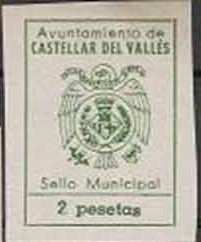 Ayuntamiento de
CASTELLAR DEL VALLÉS
Sello Municipal
2 pesetas